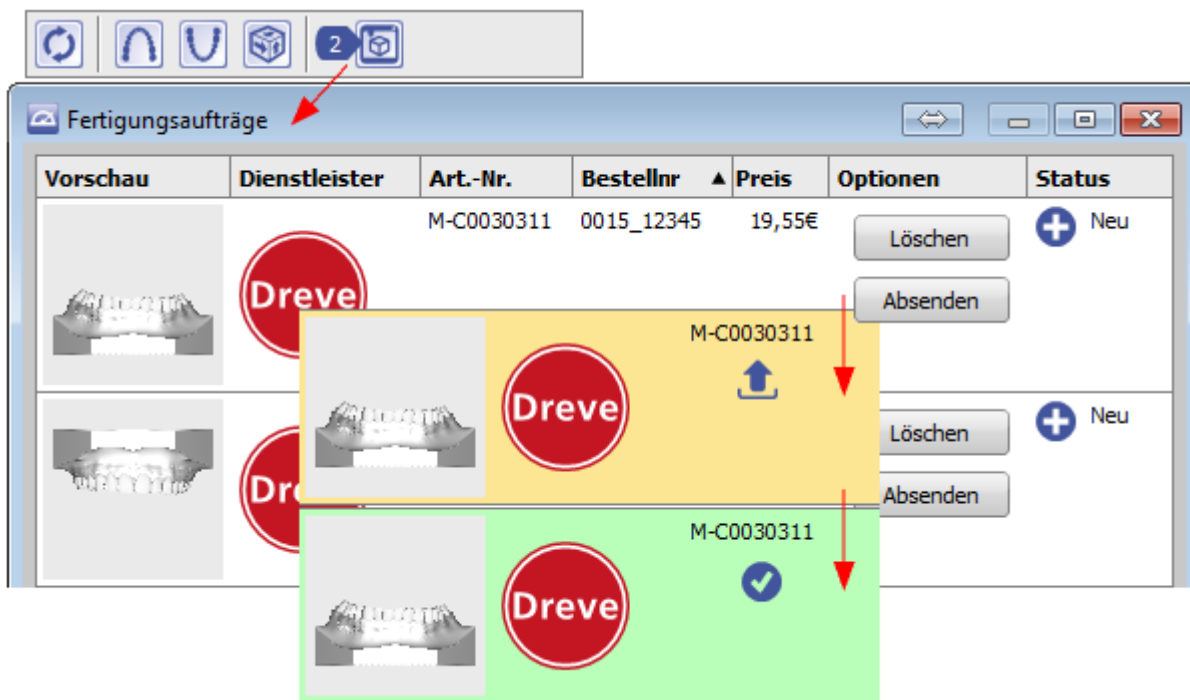 2
Fertigungsaufträge
Vorschau Dienstleister Art.-Nr. Bestellnr ▲ Preis Optionen Status
Dreve M-C0030311 0015_12345 19,55€ Löschen Neu
Absenden
M-C0030311
Dreve
Löschen Neu
Dre
Absenden
M-C0030311
Dreve